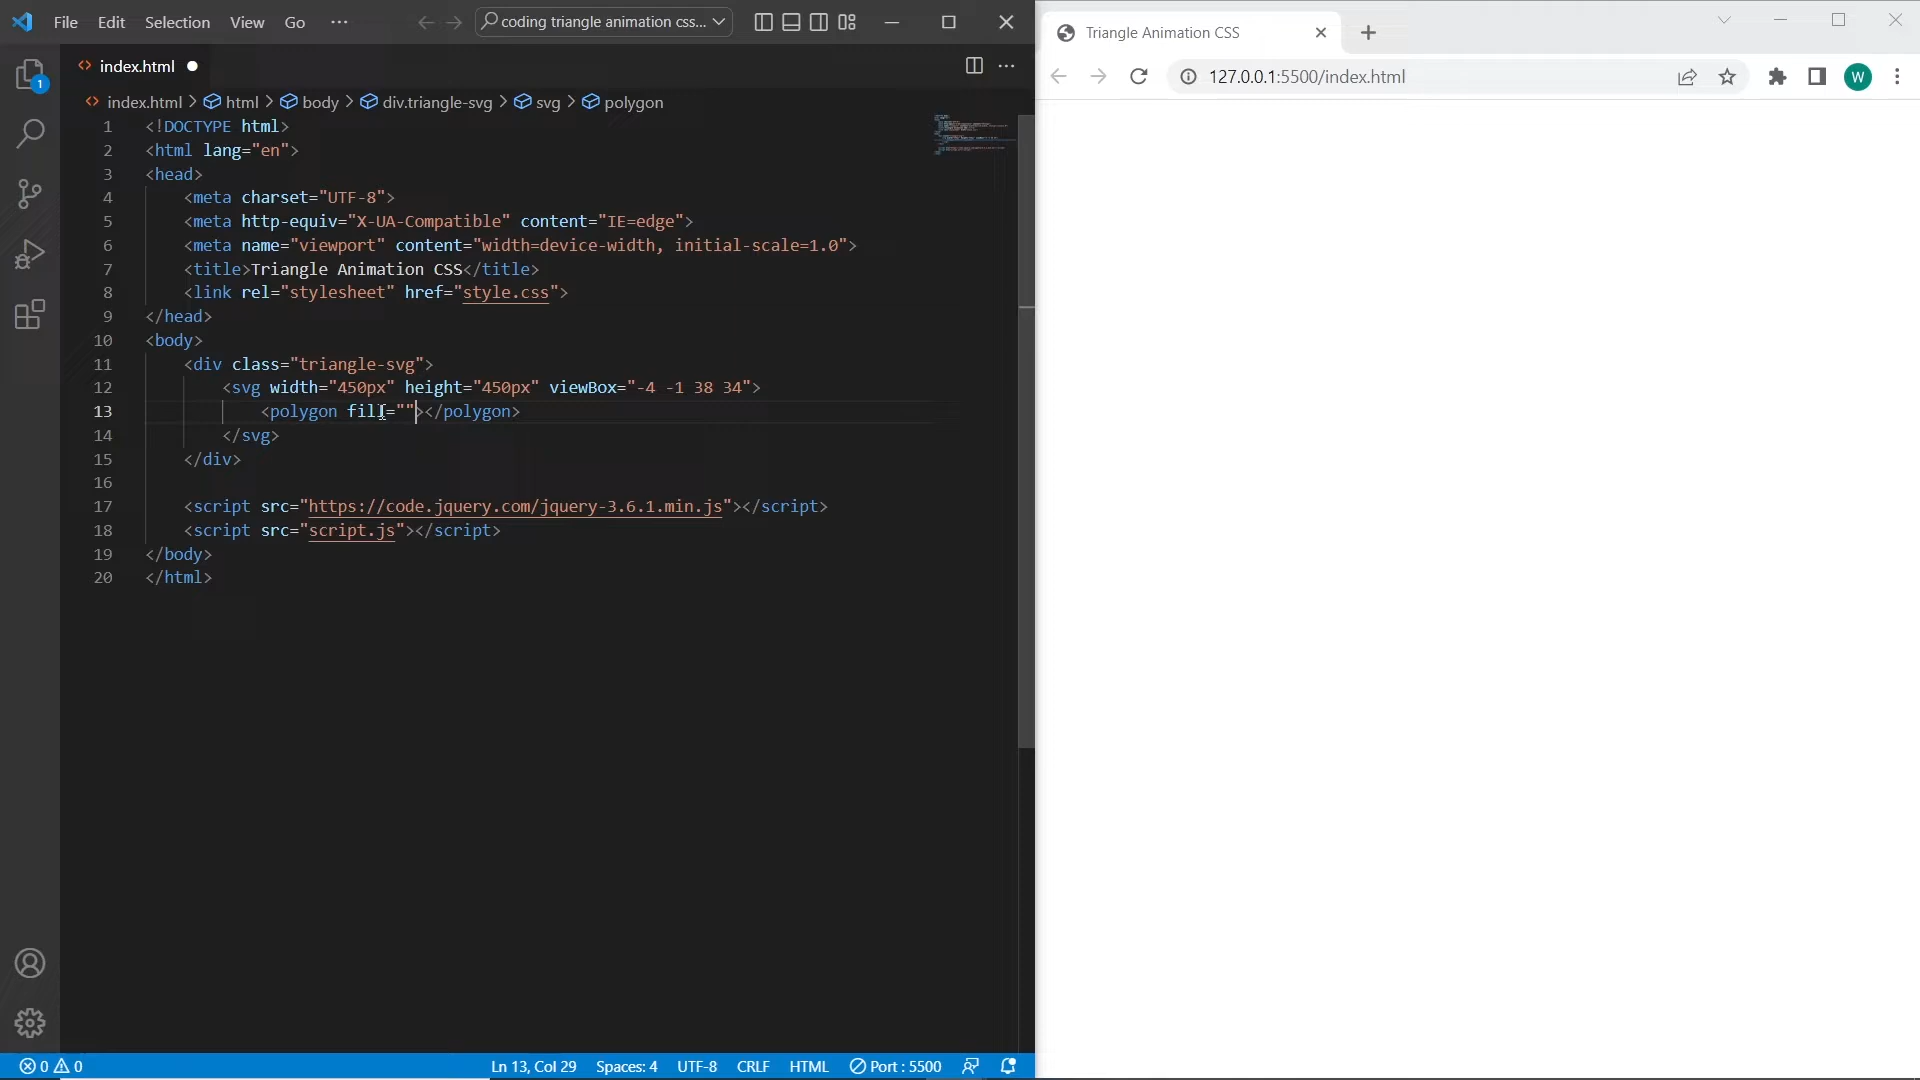 File Edit Selection View Go ···
coding triangle animation css...
index.html
index.html > html > body > div.triangle-svg > svg > polygon
1 <!DOCTYPE html>
2 <html lang="en">
3 <head>
4 <meta charset="UTF-8">
5 <meta http-equiv="X-UA-Compatible" content="IE=edge">
6 <meta name="viewport" content="width=device-width, initial-scale=1.0">
7 <title>Triangle Animation CSS</title>
8 <link rel="stylesheet" href="style.css">
9 </head>
10 <body>
11 <div class="triangle-svg">
12 <svg width="450px" height="450px" viewBox="-4 -1 38 34">
13 <polygon fill=""></polygon>
14 </svg>
15 </div>
16
17 <script src="https://code.jquery.com/jquery-3.6.1.min.js"></script>
18 <script src="script.js"></script>
19 </body>
20 </html>
1
0 0
Ln 13, Col 29 Spaces: 4 UTF-8 CRLF HTML Port : 5500
Triangle Animation CSS
127.0.0.1:5500/index.html
W